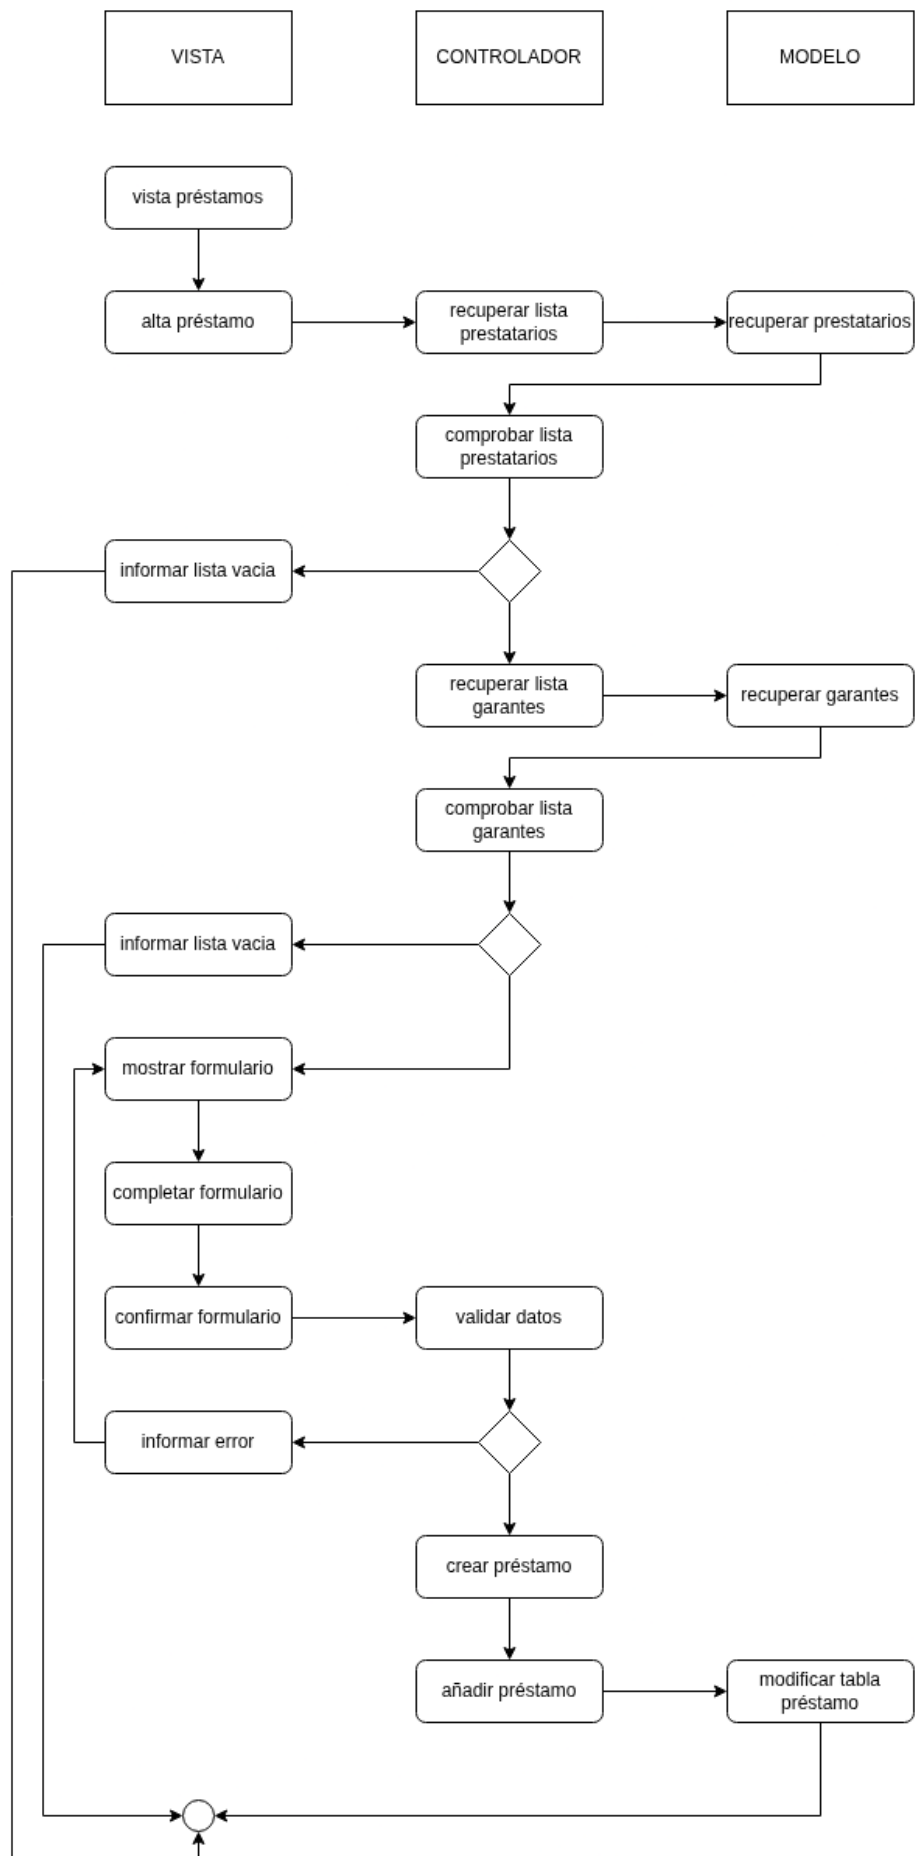 VISTA
CONTROLADOR
MODELO
vista préstamos
alta préstamo
recuperar lista
prestatarios
recuperar prestatarios
comprobar lista
prestatarios
informar lista vacia
recuperar lista
garantes
recuperar garantes
comprobar lista
garantes
informar lista vacia
mostrar formulario
completar formulario
confirmar formulario
validar datos
informar error
crear préstamo
añadir préstamo
modificar tabla
préstamo